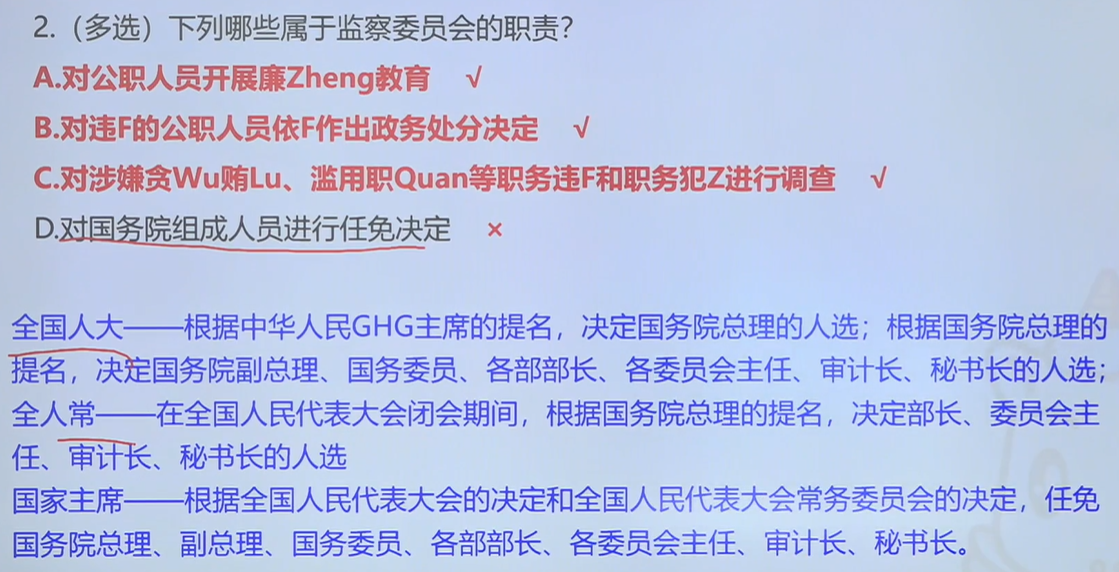 2.（多选）下列哪些属于监察委员会的职责？
A.对公职人员开展廉Zheng教育 √
B.对违F的公职人员依F作出政务处分决定 √
C.对涉嫌贪Wu贿Lu、滥用职Quan等职务违F和职务犯Z进行调查 √
D.对国务院组成人员进行任免决定 ×
全国人大——根据中华人民GHG主席的提名，决定国务院总理的人选；根据国务院总理的
提名，决定国务院副总理、国务委员、各部部长、各委员会主任、审计长、秘书长的人选；
全人常——在全国人民代表大会闭会期间，根据国务院总理的提名，决定部长、委员会主
任、审计长、秘书长的人选
国家主席——根据全国人民代表大会的决定和全国人民代表大会常务委员会的决定，任免
国务院总理、副总理、国务委员、各部部长、各委员会主任、审计长、秘书长。